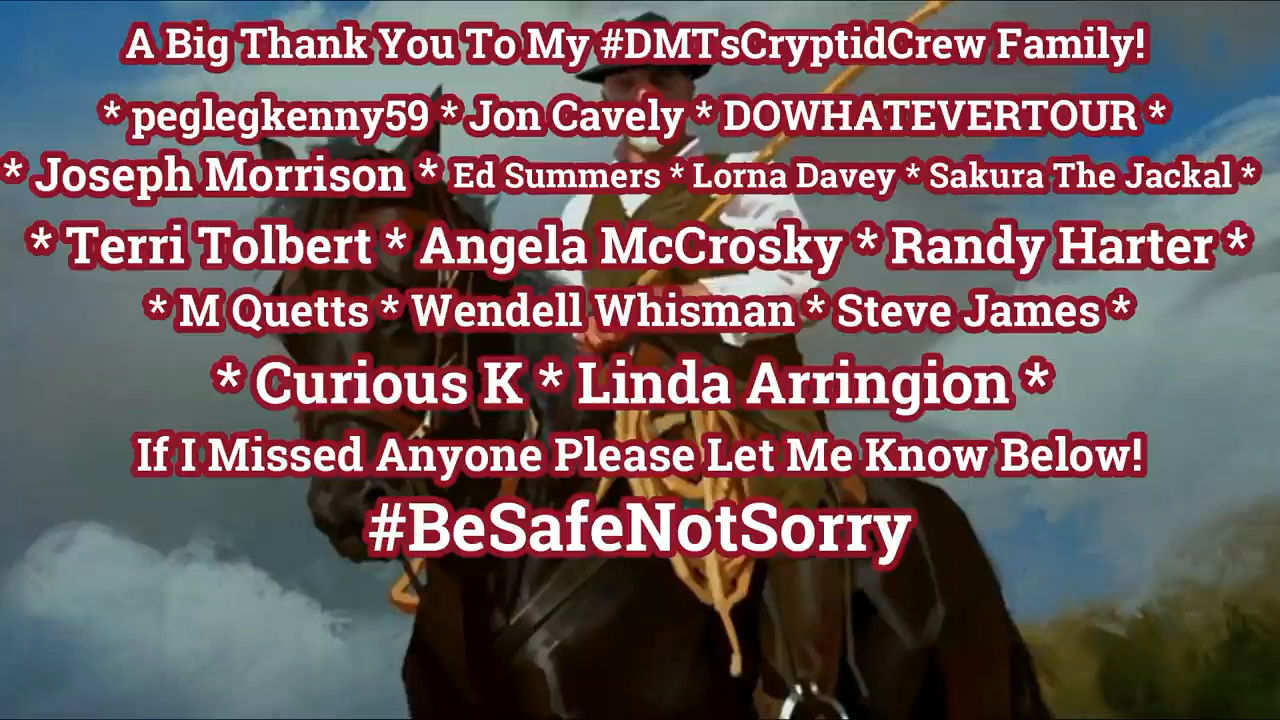 A Big Thank You To My #DMTsCryptidCrew Family!
* peglegkenny59 * Jon Cavely * DOWHATEVERTOUR *
* Joseph Morrison * Ed Summers * Lorna Davey * Sakura The Jackal *
* Terri Tolbert * Angela McCrosky * Randy Harter *
* M Quetts * Wendell Whisman * Steve James *
* Curious K * Linda Arringion *
If I Missed Anyone Please Let Me Know Below!
#BeSafeNotSorry